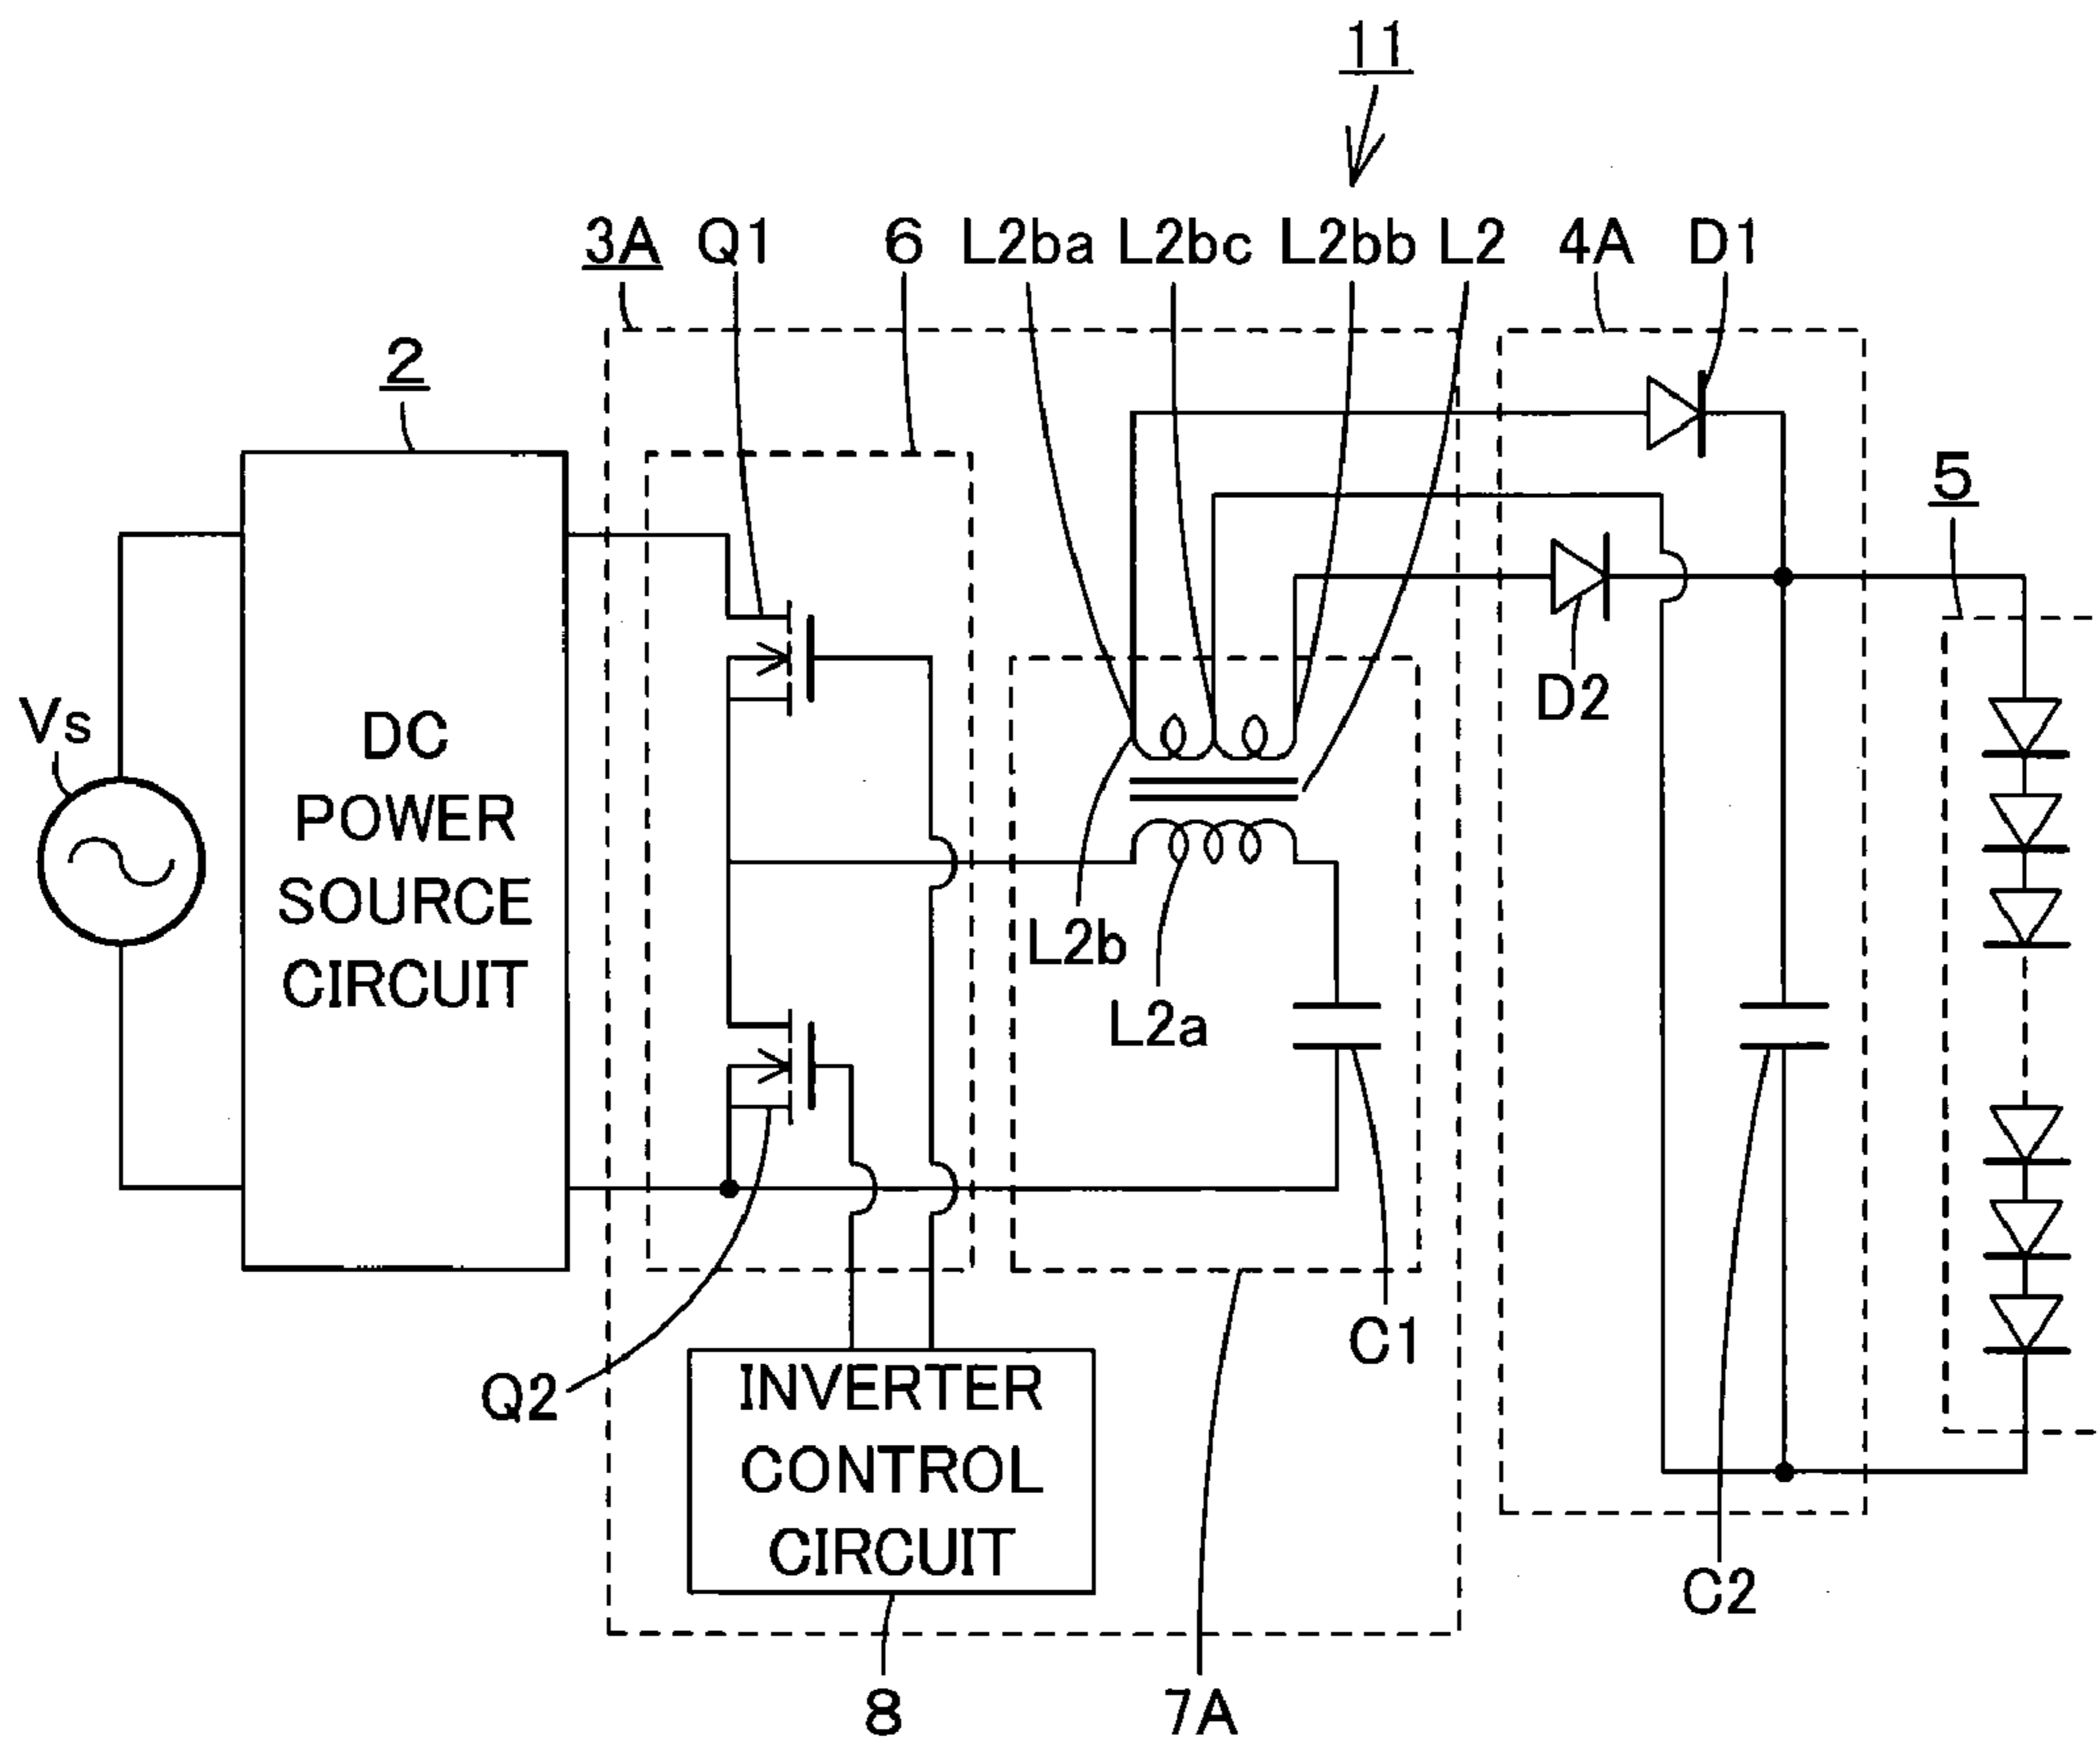 11
3A Q1 6 L2ba L2bc L2bb L2 4A D1
2
5
Vs
DC
POWER
SOURCE
CIRCUIT
D2
L2b
L2a
C1
Q2
INVERTER
CONTROL
CIRCUIT
C2
8
7A